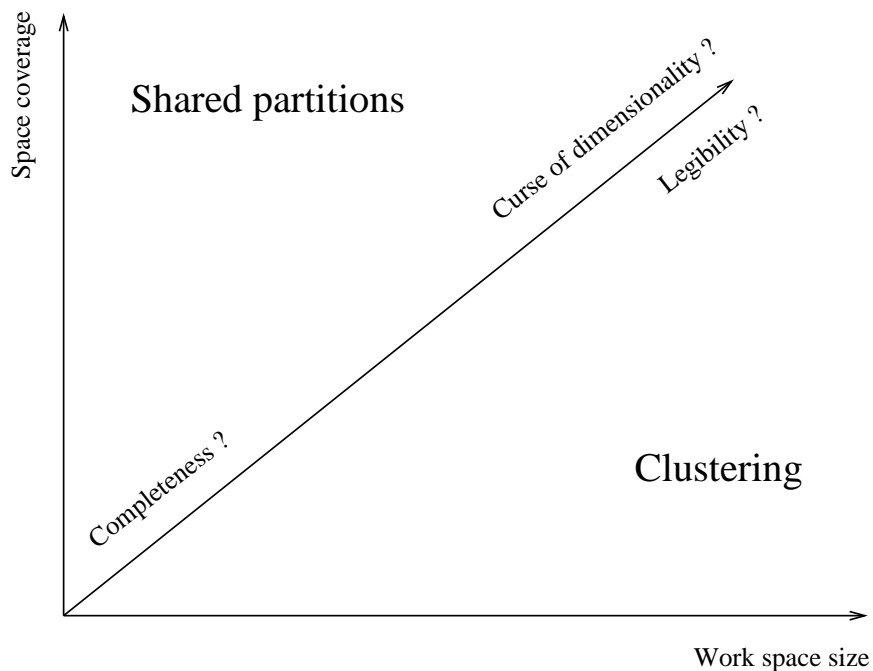 Space coverage
Shared partitions
Curse of dimensionality ?
Legibility ?
Completeness ?
Clustering
Work space size